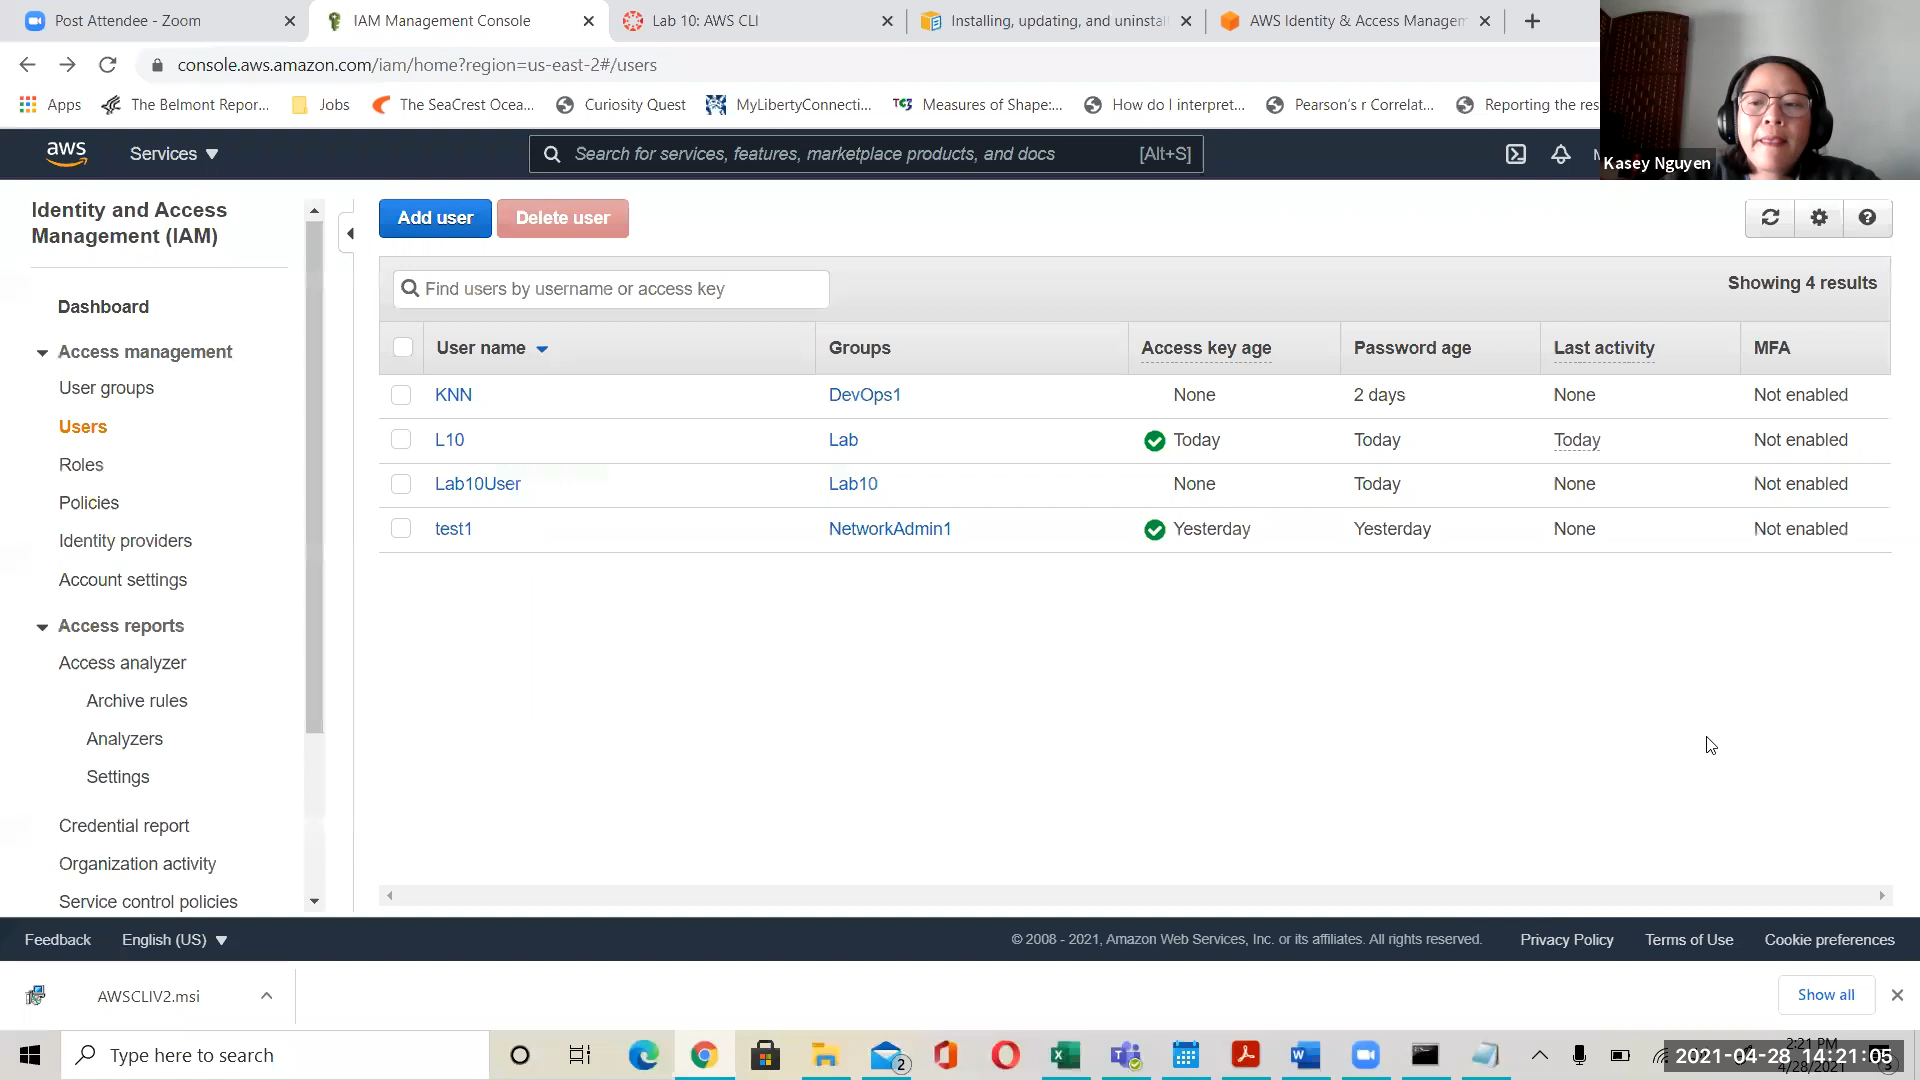 Post Attendee - Zoom
IAM Management Console
Lab 10: AWS CLI
Installing, updating, and uninstal
AWS Identity & Access Managem
console.aws.amazon.com/iam/home?region=us-east-2#/users
Apps
The Belmont Repor...
Jobs
The SeaCrest Ocea...
Curiosity Quest
MyLibertyConnecti...
Measures of Shape:...
How do I interpret...
Pearson's r Correlat...
Reporting the res
Kasey Nguyen
aws
Services
Search for services, features, marketplace products, and docs
[Alt+S]
Identity and Access
Management (IAM)
Dashboard
Access management
User groups
Users
Roles
Policies
Identity providers
Account settings
Access reports
Access analyzer
Archive rules
Analyzers
Settings
Credential report
Organization activity
Service control policies
Add user
Delete user
Find users by username or access key
Showing 4 results
User name Groups Access key age Password age Last activity MFA
KNN DevOps1 None 2 days None Not enabled
L10 Lab Today Today Today Not enabled
Lab10User Lab10 None Today None Not enabled
test1 NetworkAdmin1 Yesterday Yesterday None Not enabled
Feedback
English (US)
© 2008 - 2021, Amazon Web Services, Inc. or its affiliates. All rights reserved.
Privacy Policy
Terms of Use
Cookie preferences
AWSCLIV2.msi
Show all
Type here to search
2
2:21 PM
2021-04-28 14:21:05
4/28/2021